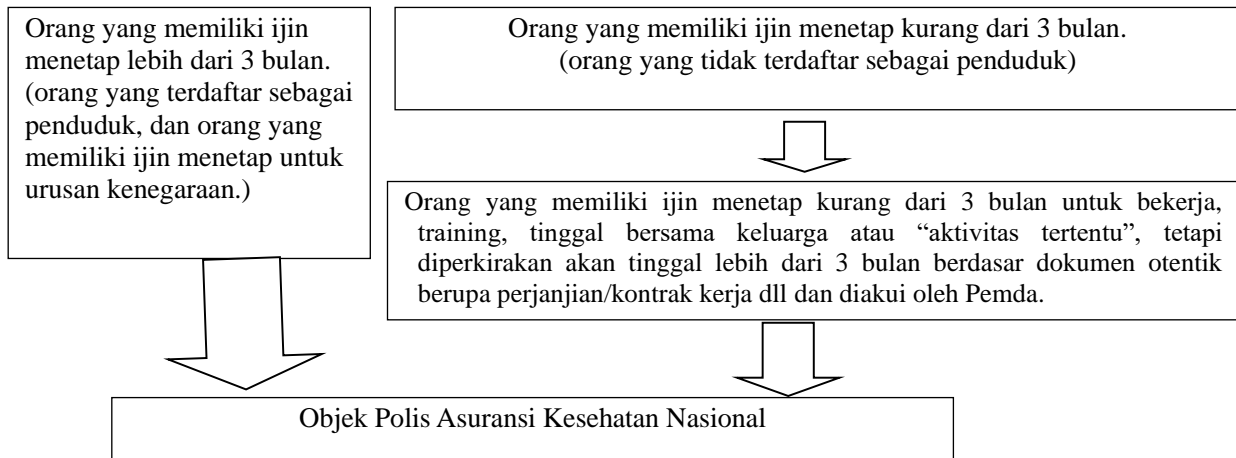 Orang yang memiliki ijin
menetap lebih dari 3 bulan.
(orang yang terdaftar sebagai
penduduk, dan orang yang
memiliki ijin menetap untuk
urusan kenegaraan.)
Orang yang memiliki ijin menetap kurang dari 3 bulan.
(orang yang tidak terdaftar sebagai penduduk)
Orang yang memiliki ijin menetap kurang dari 3 bulan untuk bekerja,
training, tinggal bersama keluarga atau “aktivitas tertentu”, tetapi
diperkirakan akan tinggal lebih dari 3 bulan berdasar dokumen otentik
berupa perjanjian/kontrak kerja dll dan diakui oleh Pemda.
Objek Polis Asuransi Kesehatan Nasional